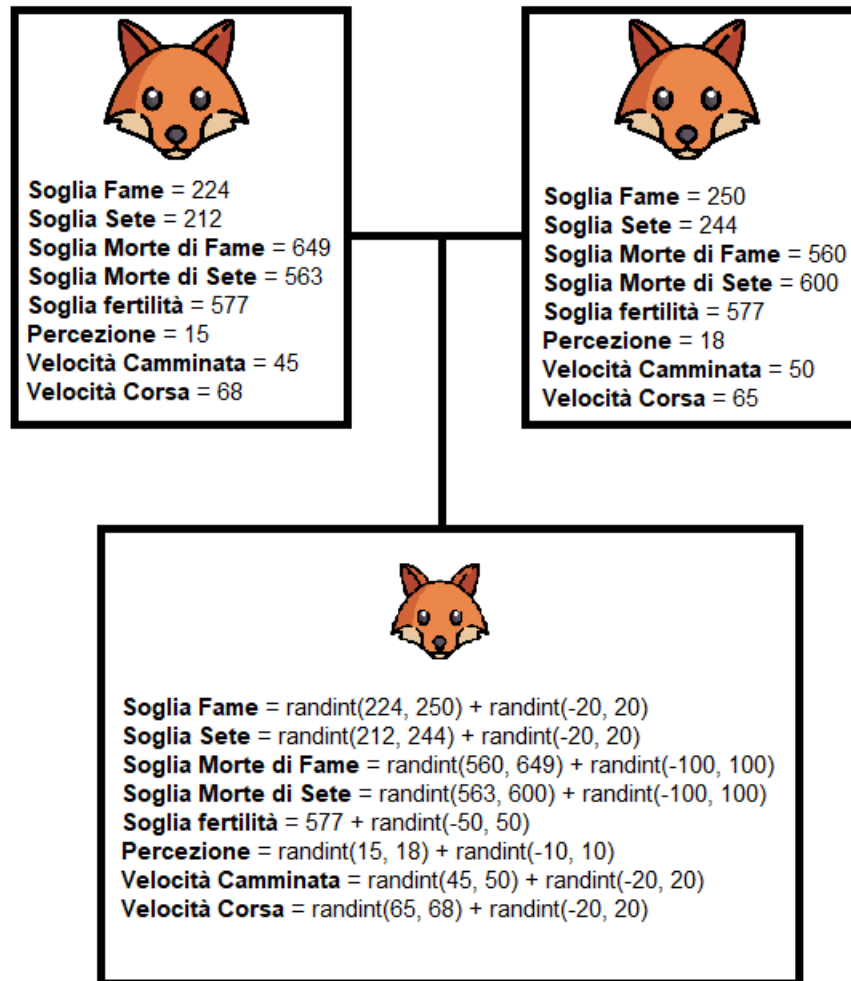 Soglia Fame = 224
Soglia Sete = 212
Soglia Morte di Fame = 649
Soglia Morte di Sete = 563
Soglia fertilità = 577
Percezione = 15
Velocità Camminata = 45
Velocità Corsa = 68
Soglia Fame = 250
Soglia Sete = 244
Soglia Morte di Fame = 560
Soglia Morte di Sete = 600
Soglia fertilità = 577
Percezione = 18
Velocità Camminata = 50
Velocità Corsa = 65
Soglia Fame = randint(224, 250) + randint(-20, 20)
Soglia Sete = randint(212, 244) + randint(-20, 20)
Soglia Morte di Fame = randint(560, 649) + randint(-100, 100)
Soglia Morte di Sete = randint(563, 600) + randint(-100, 100)
Soglia fertilità = 577 + randint(-50, 50)
Percezione = randint(15, 18) + randint(-10, 10)
Velocità Camminata = randint(45, 50) + randint(-20, 20)
Velocità Corsa = randint(65, 68) + randint(-20, 20)